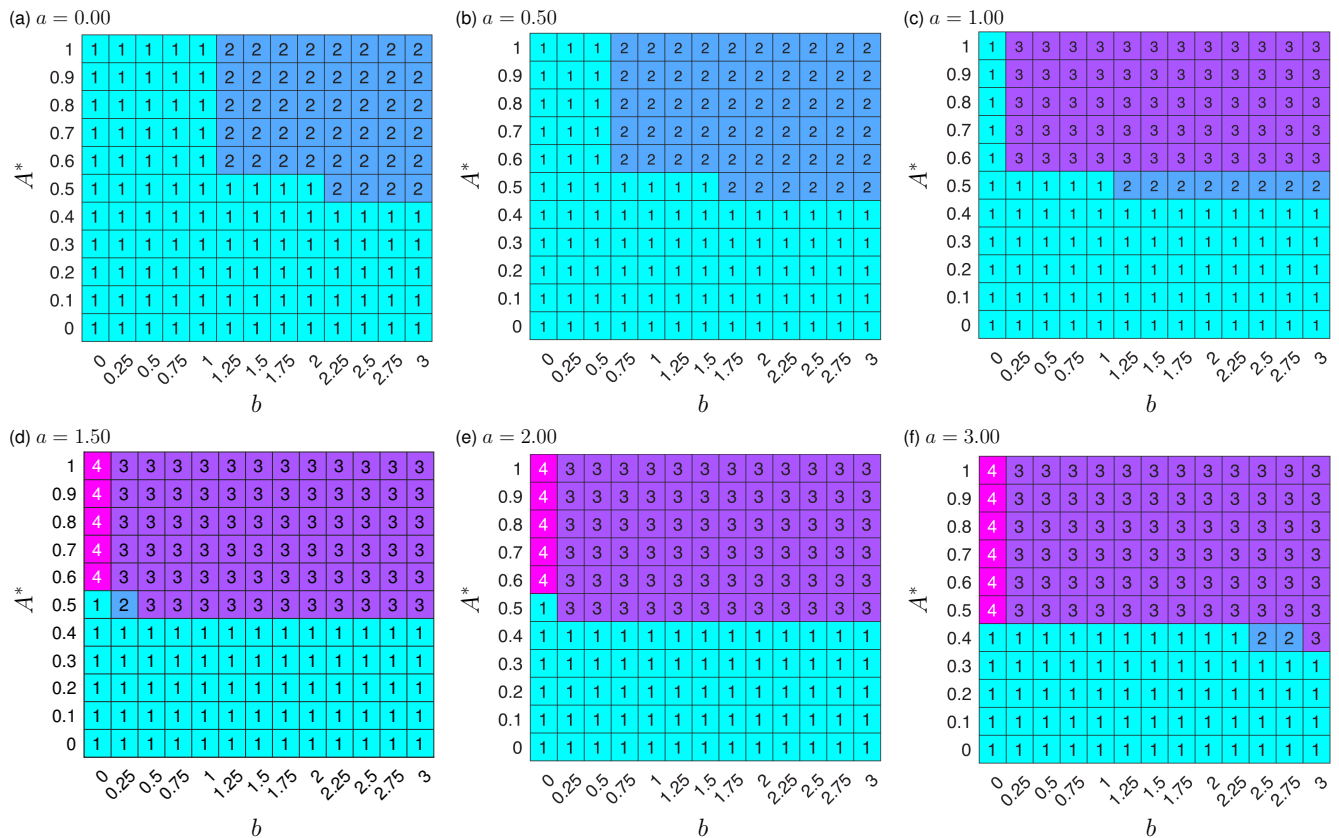 (a) a = 0.00
1 1 1 1 1 1 2 2 2 2 2 2 2 2
0.9 1 1 1 1 1 2 2 2 2 2 2 2 2
0.8 1 1 1 1 1 2 2 2 2 2 2 2 2
0.7 1 1 1 1 1 2 2 2 2 2 2 2 2
0.6 1 1 1 1 1 2 2 2 2 2 2 2 2
0.5 1 1 1 1 1 1 1 1 1 2 2 2 2
0.4 1 1 1 1 1 1 1 1 1 1 1 1 1
0.3 1 1 1 1 1 1 1 1 1 1 1 1 1
0.2 1 1 1 1 1 1 1 1 1 1 1 1 1
0.1 1 1 1 1 1 1 1 1 1 1 1 1 1
0 1 1 1 1 1 1 1 1 1 1 1 1 1
A*
0 0.25 0.5 0.75 1 1.25 1.5 1.75 2 2.25 2.5 2.75 3
b
(b) a = 0.50
1 1 1 1 2 2 2 2 2 2 2 2 2 2
0.9 1 1 1 2 2 2 2 2 2 2 2 2 2
0.8 1 1 1 2 2 2 2 2 2 2 2 2 2
0.7 1 1 1 2 2 2 2 2 2 2 2 2 2
0.6 1 1 1 2 2 2 2 2 2 2 2 2 2
0.5 1 1 1 1 1 1 1 2 2 2 2 2 2
0.4 1 1 1 1 1 1 1 1 1 1 1 1 1
0.3 1 1 1 1 1 1 1 1 1 1 1 1 1
0.2 1 1 1 1 1 1 1 1 1 1 1 1 1
0.1 1 1 1 1 1 1 1 1 1 1 1 1 1
0 1 1 1 1 1 1 1 1 1 1 1 1 1
A*
0 0.25 0.5 0.75 1 1.25 1.5 1.75 2 2.25 2.5 2.75 3
b
(c) a = 1.00
1 1 3 3 3 3 3 3 3 3 3 3 3 3
0.9 1 3 3 3 3 3 3 3 3 3 3 3 3
0.8 1 3 3 3 3 3 3 3 3 3 3 3 3
0.7 1 3 3 3 3 3 3 3 3 3 3 3 3
0.6 1 3 3 3 3 3 3 3 3 3 3 3 3
0.5 1 1 1 1 1 2 2 2 2 2 2 2 2
0.4 1 1 1 1 1 1 1 1 1 1 1 1 1
0.3 1 1 1 1 1 1 1 1 1 1 1 1 1
0.2 1 1 1 1 1 1 1 1 1 1 1 1 1
0.1 1 1 1 1 1 1 1 1 1 1 1 1 1
0 1 1 1 1 1 1 1 1 1 1 1 1 1
A*
0 0.25 0.5 0.75 1 1.25 1.5 1.75 2 2.25 2.5 2.75 3
b
(d) a = 1.50
1 4 3 3 3 3 3 3 3 3 3 3 3 3
0.9 4 3 3 3 3 3 3 3 3 3 3 3 3
0.8 4 3 3 3 3 3 3 3 3 3 3 3 3
0.7 4 3 3 3 3 3 3 3 3 3 3 3 3
0.6 4 3 3 3 3 3 3 3 3 3 3 3 3
0.5 1 2 3 3 3 3 3 3 3 3 3 3 3
0.4 1 1 1 1 1 1 1 1 1 1 1 1 1
0.3 1 1 1 1 1 1 1 1 1 1 1 1 1
0.2 1 1 1 1 1 1 1 1 1 1 1 1 1
0.1 1 1 1 1 1 1 1 1 1 1 1 1 1
0 1 1 1 1 1 1 1 1 1 1 1 1 1
A*
0 0.25 0.5 0.75 1 1.25 1.5 1.75 2 2.25 2.5 2.75 3
b
(e) a = 2.00
1 4 3 3 3 3 3 3 3 3 3 3 3 3
0.9 4 3 3 3 3 3 3 3 3 3 3 3 3
0.8 4 3 3 3 3 3 3 3 3 3 3 3 3
0.7 4 3 3 3 3 3 3 3 3 3 3 3 3
0.6 4 3 3 3 3 3 3 3 3 3 3 3 3
0.5 1 3 3 3 3 3 3 3 3 3 3 3 3
0.4 1 1 1 1 1 1 1 1 1 1 1 1 1
0.3 1 1 1 1 1 1 1 1 1 1 1 1 1
0.2 1 1 1 1 1 1 1 1 1 1 1 1 1
0.1 1 1 1 1 1 1 1 1 1 1 1 1 1
0 1 1 1 1 1 1 1 1 1 1 1 1 1
A*
0 0.25 0.5 0.75 1 1.25 1.5 1.75 2 2.25 2.5 2.75 3
b
(f) a = 3.00
1 4 3 3 3 3 3 3 3 3 3 3 3 3
0.9 4 3 3 3 3 3 3 3 3 3 3 3 3
0.8 4 3 3 3 3 3 3 3 3 3 3 3 3
0.7 4 3 3 3 3 3 3 3 3 3 3 3 3
0.6 4 3 3 3 3 3 3 3 3 3 3 3 3
0.5 4 3 3 3 3 3 3 3 3 3 3 3 3
0.4 1 1 1 1 1 1 1 1 1 1 2 2 3
0.3 1 1 1 1 1 1 1 1 1 1 1 1 1
0.2 1 1 1 1 1 1 1 1 1 1 1 1 1
0.1 1 1 1 1 1 1 1 1 1 1 1 1 1
0 1 1 1 1 1 1 1 1 1 1 1 1 1
A*
0 0.25 0.5 0.75 1 1.25 1.5 1.75 2 2.25 2.5 2.75 3
b